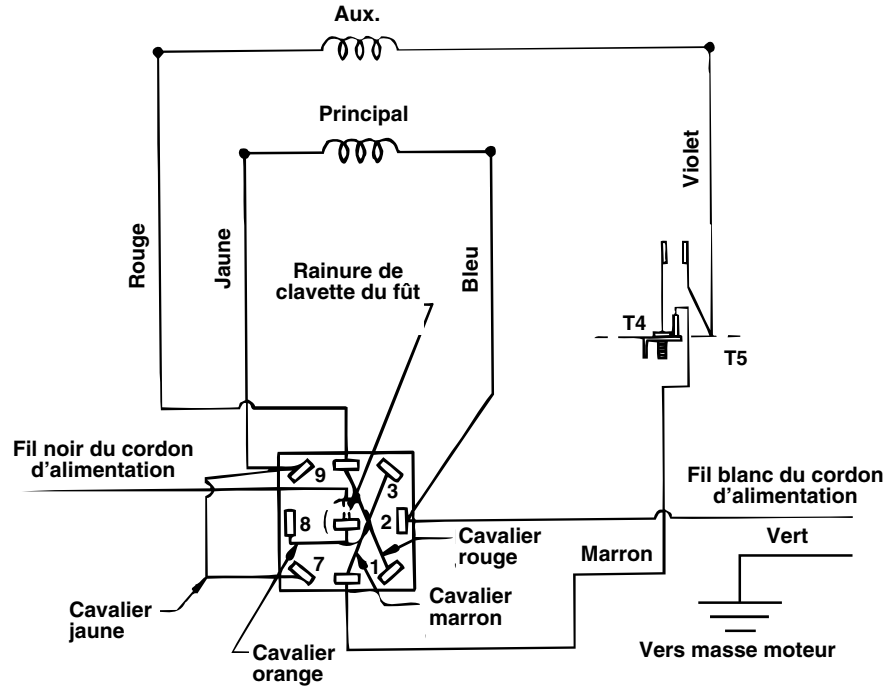 Aux.
Principal
Rouge
Jaune
Bleu
Violet
Rainure de
clavette du fût
T4
T5
Fil noir du cordon
d'alimentation
Fil blanc du cordon
d'alimentation
9
3
8
2
7
1
Cavalier
rouge
Marron
Vert
Cavalier
jaune
Cavalier
marron
Cavalier
orange
Vers masse moteur